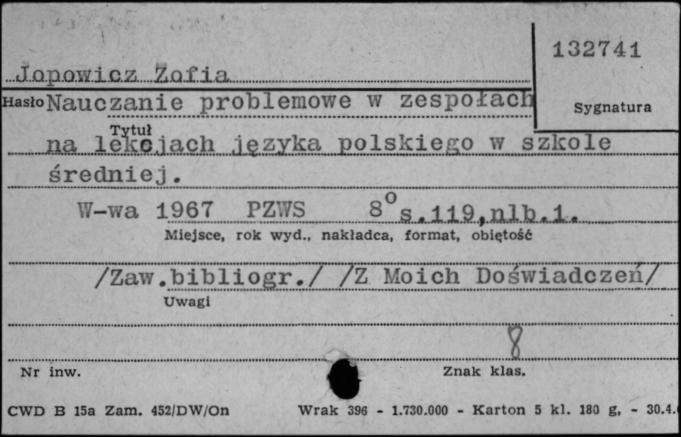 132741
Jopowicz Zofia
Hasło Nauczanie problemowe w zespołach
Sygnatura
Tytuł
na lekcjach języka polskiego w szkole
średniej.
W-wa 1967 PZWS 8° s.119,nlb.1.
Miejsce, rok wyd., nakładca, format, objętość
/Zaw.bibliogr./ /Z Moich Doświadczeń/
Uwagi
8
Nr inw. Znak klas.
CWD B 15a Zam. 452/DW/On Wrak 396 - 1.730.000 - Karton 5 kl. 180 g, - 30.4.